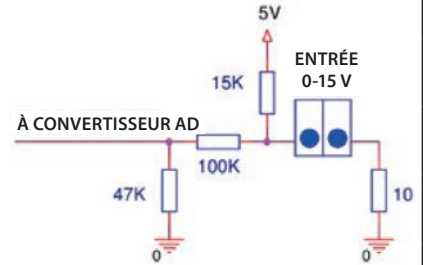 5V
ENTRÉE
0-15 V
15K
À CONVERTISSEUR AD
100K
47K
10
0
0